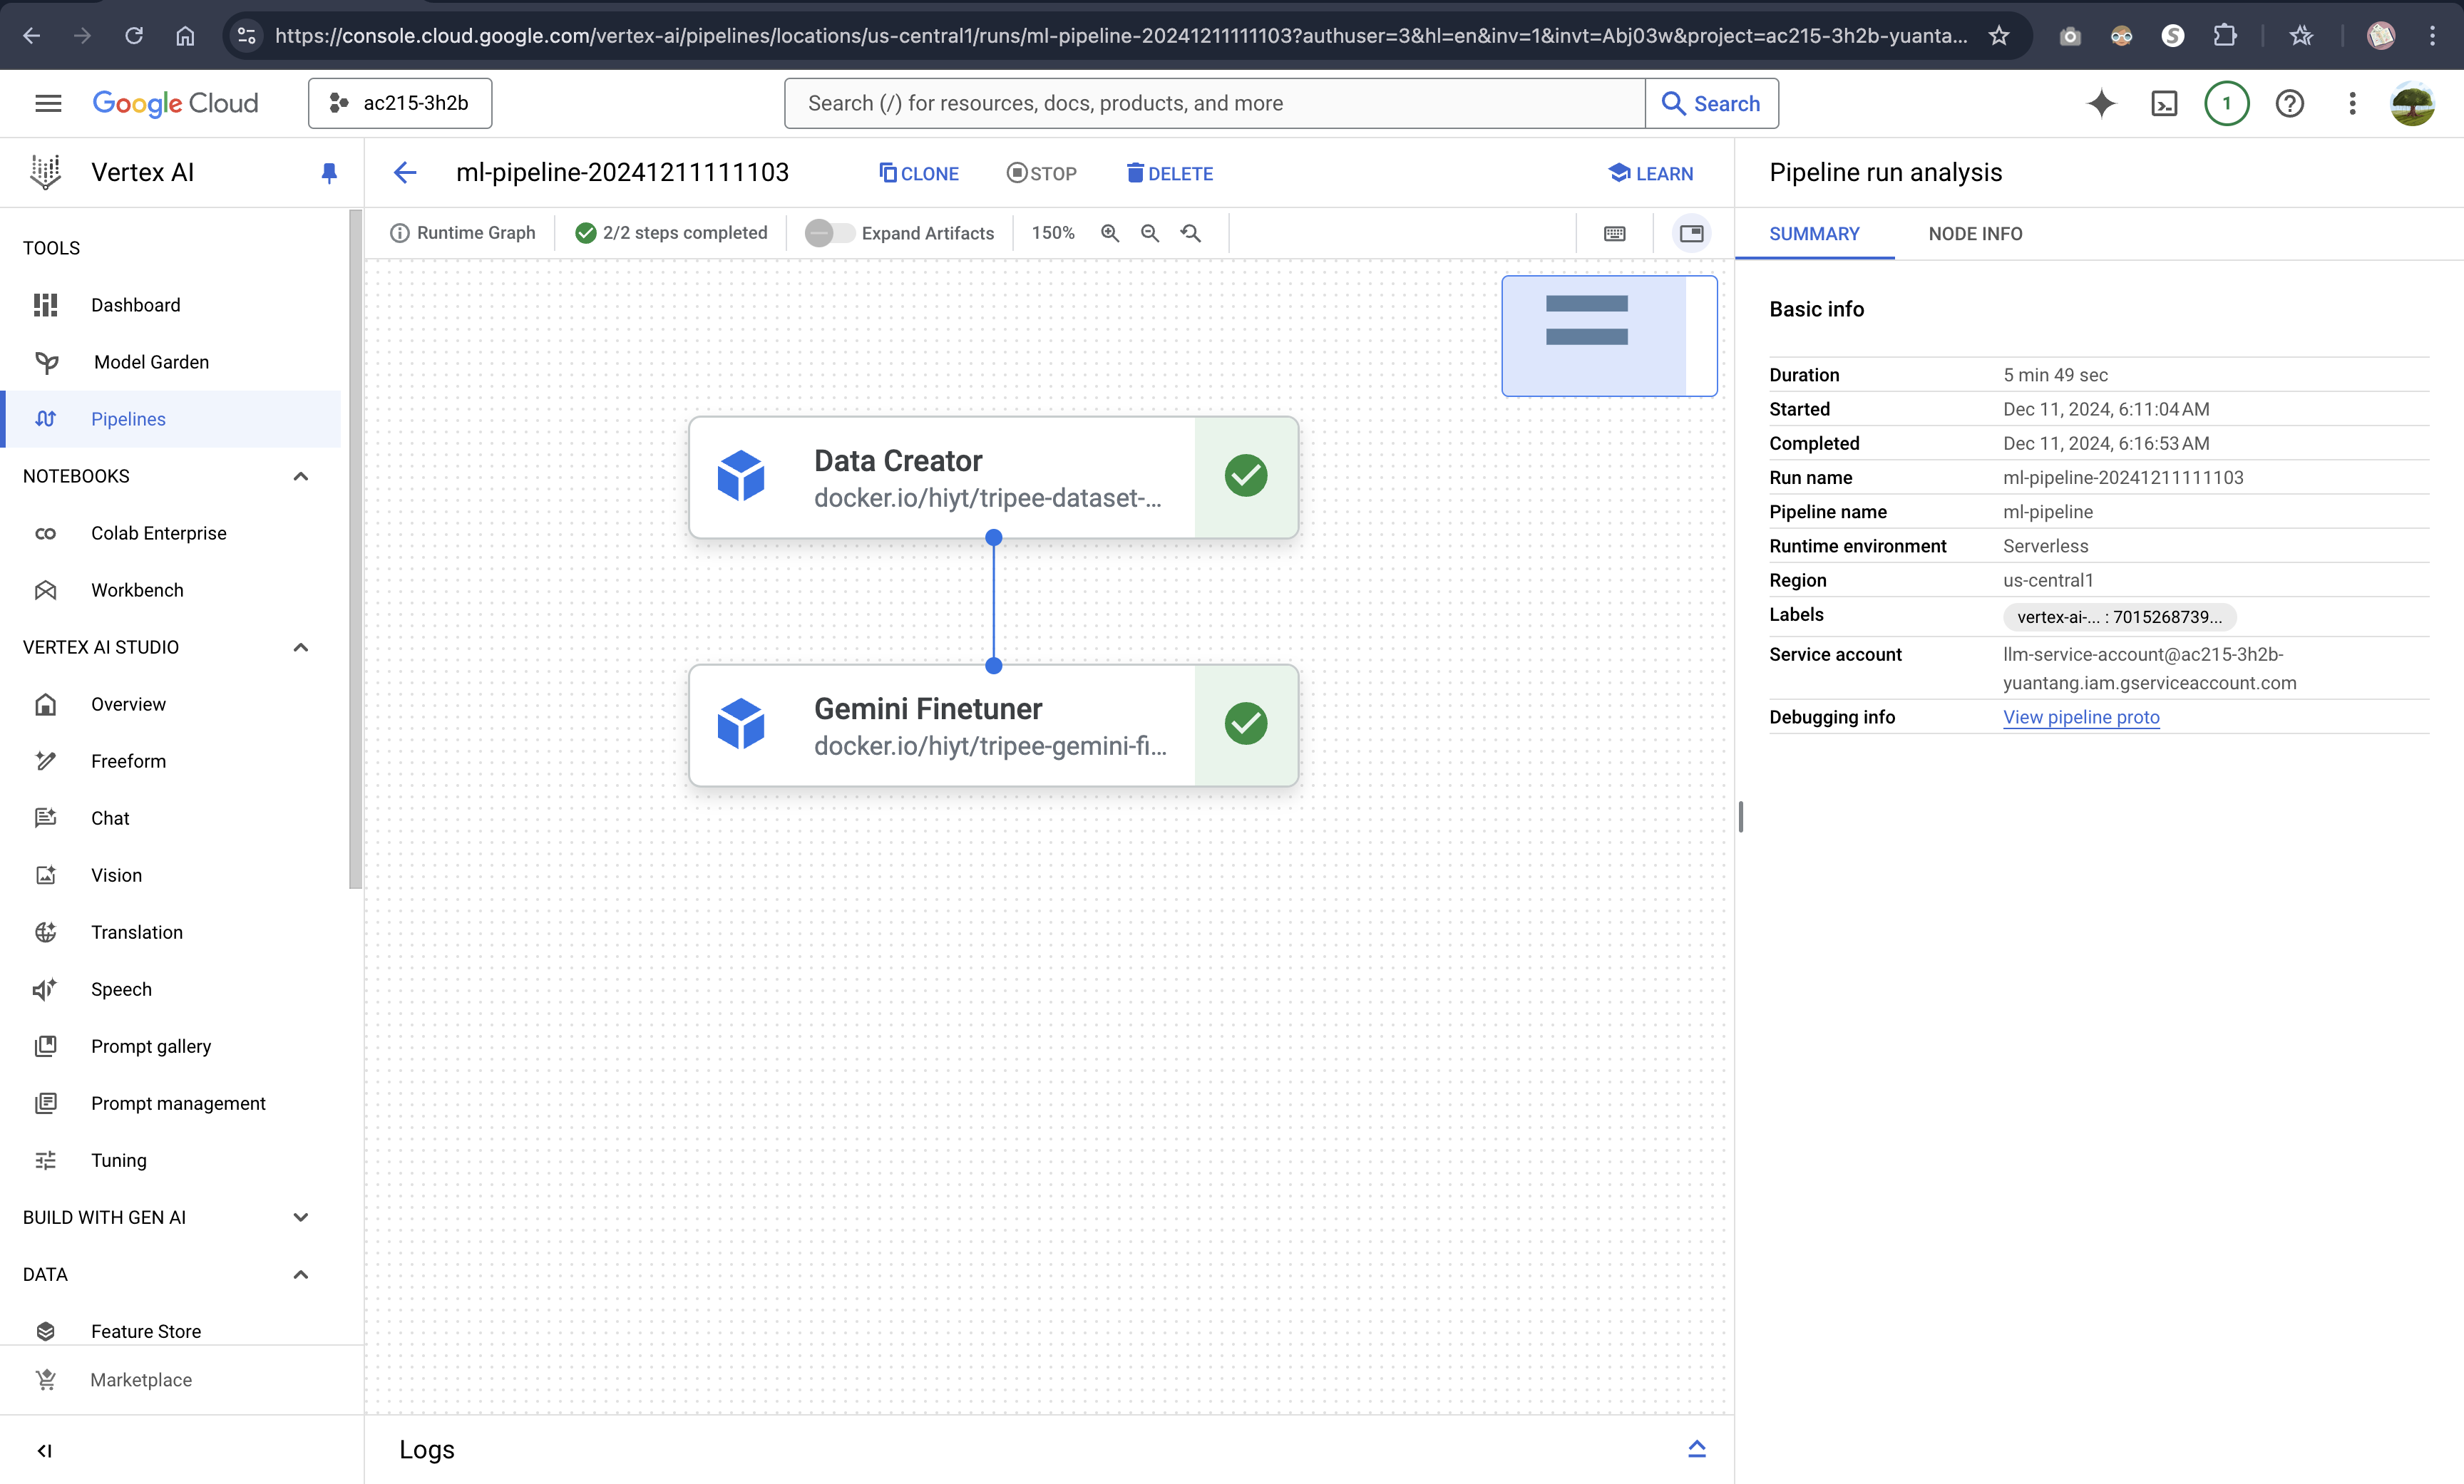 https://console.cloud.google.com/vertex-ai/pipelines/locations/us-central1/runs/ml-pipeline-20241211111103?authuser=3&hl=en&inv=1&invt=Abj03w&project=ac215-3h2b-yuanta...
Google Cloud
ac215-3h2b
Search (/) for resources, docs, products, and more
Search
1
Vertex AI
ml-pipeline-20241211111103
CLONE
STOP
DELETE
LEARN
Pipeline run analysis
Runtime Graph
2/2 steps completed
Expand Artifacts
150%
SUMMARY
NODE INFO
TOOLS
Dashboard
Model Garden
Pipelines
NOTEBOOKS
Colab Enterprise
Workbench
VERTEX AI STUDIO
Overview
Freeform
Chat
Vision
Translation
Speech
Prompt gallery
Prompt management
Tuning
BUILD WITH GEN AI
DATA
Feature Store
Marketplace
Data Creator
docker.io/hiyt/tripee-dataset-...
Gemini Finetuner
docker.io/hiyt/tripee-gemini-fi...
Logs
Basic info
Duration 5 min 49 sec
Started Dec 11, 2024, 6:11:04 AM
Completed Dec 11, 2024, 6:16:53 AM
Run name ml-pipeline-20241211111103
Pipeline name ml-pipeline
Runtime environment Serverless
Region us-central1
Labels vertex-ai-... : 7015268739...
Service account llm-service-account@ac215-3h2b-
yuantang.iam.gserviceaccount.com
Debugging info View pipeline proto